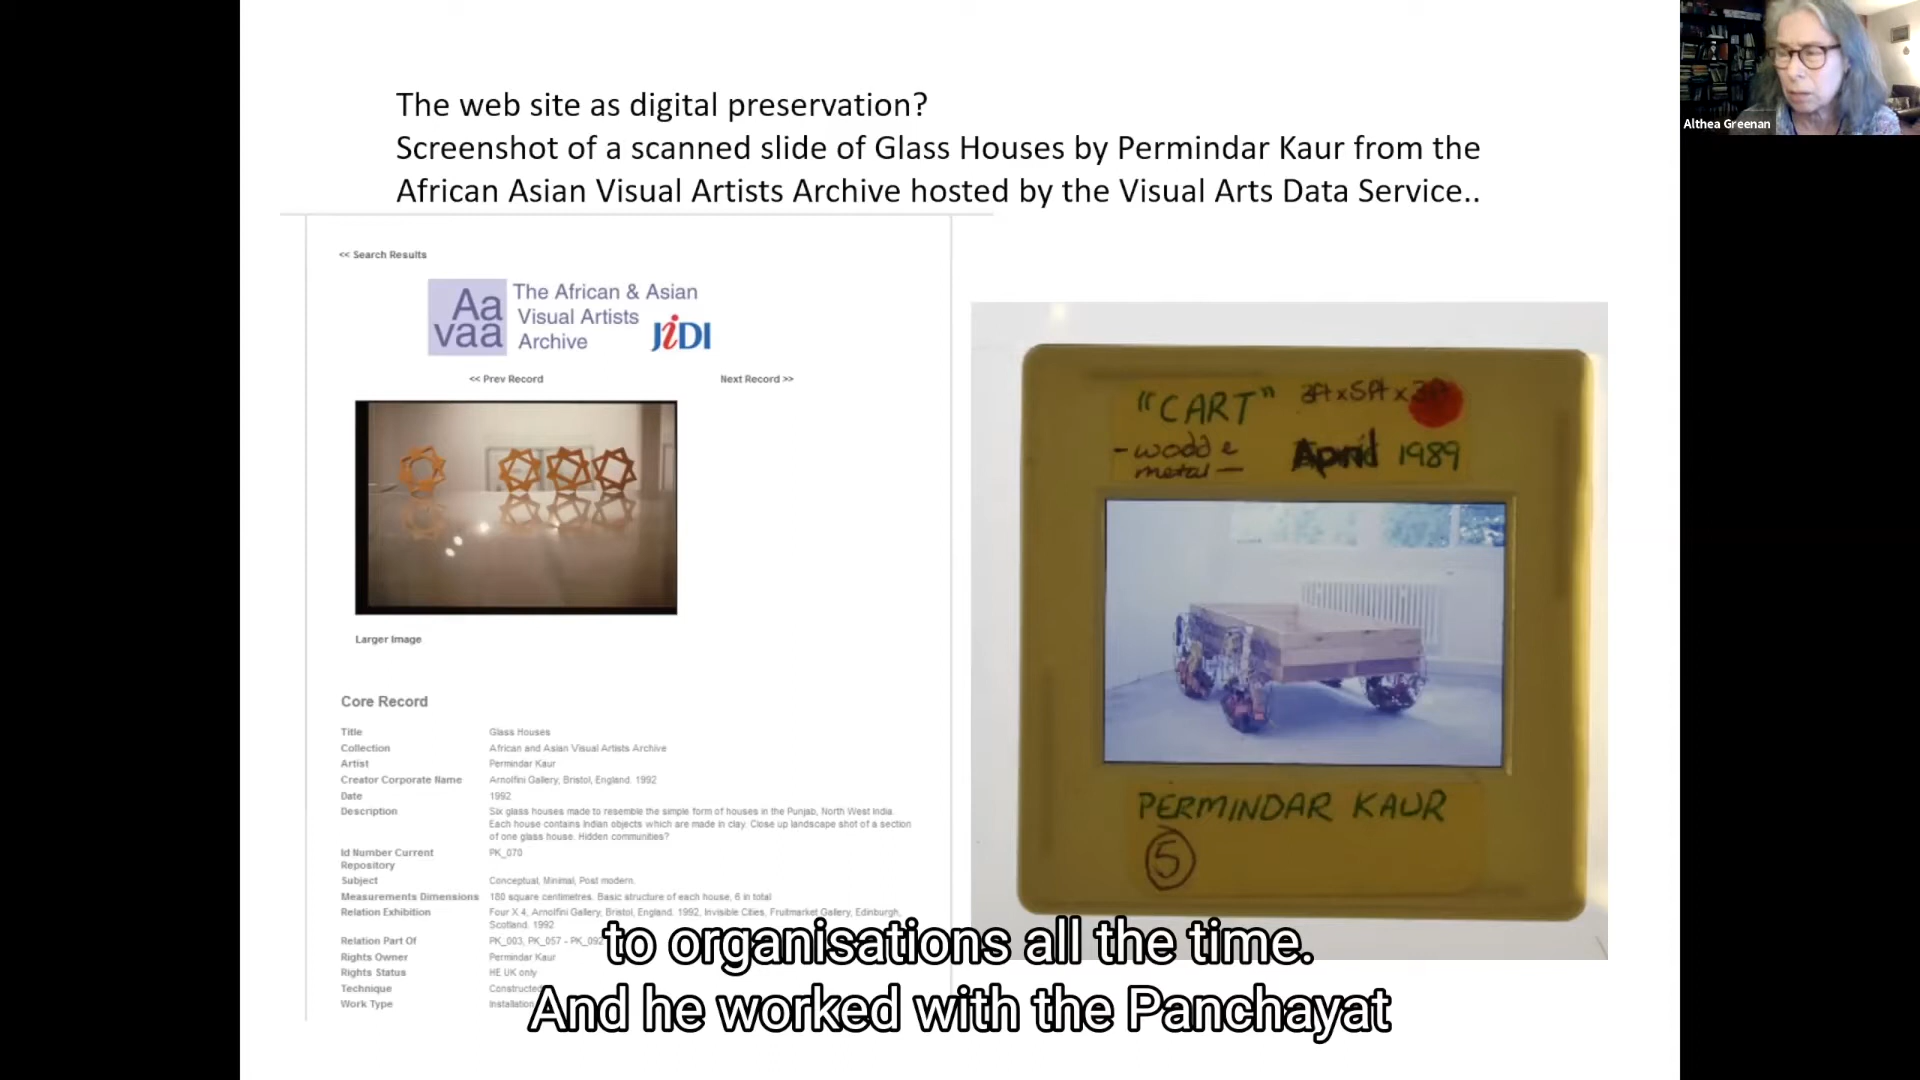 The web site as digital preservation?
Screenshot of a scanned slide of Glass Houses by Permindar Kaur from the
African Asian Visual Artists Archive hosted by the Visual Arts Data Service..
Althea Greenan
<< Search Results
Aa
vaa
The African & Asian
Visual Artists
Archive
JiDI
<< Prev Record
Next Record >>
Larger Image
Core Record
Title Glass Houses
Collection African and Asian Visual Artists Archive
Artist Permindar Kaur
Creator Corporate Name Arnolfini Gallery, Bristol, England. 1992
Date 1992
Description Six glass houses made to resemble the simple form of houses in the Punjab, North West India.
Each house contains Indian objects which are made in clay. Close up landscape shot of a section
of one glass house. Hidden communities?
Id Number Current PK_070
Repository
Subject Conceptual, Minimal, Post modern.
Measurements Dimensions 180 square centimetres. Basic structure of each house, 6 in total
Relation Exhibition Four X 4, Arnolfini Gallery, Bristol, England. 1992, Invisible Cities, Fruitmarket Gallery, Edinburgh,
Scotland. 1992
Relation Part Of PK_003, PK_057 - PK_092
Rights Owner Permindar Kaur
Rights Status HE UK only
Technique Constructed
Work Type Installation
"CART" 3ft x 5ft x 3ft
- wood e April 1989
metal -
PERMINDAR KAUR
5
to organisations all the time.
And he worked with the Panchayat